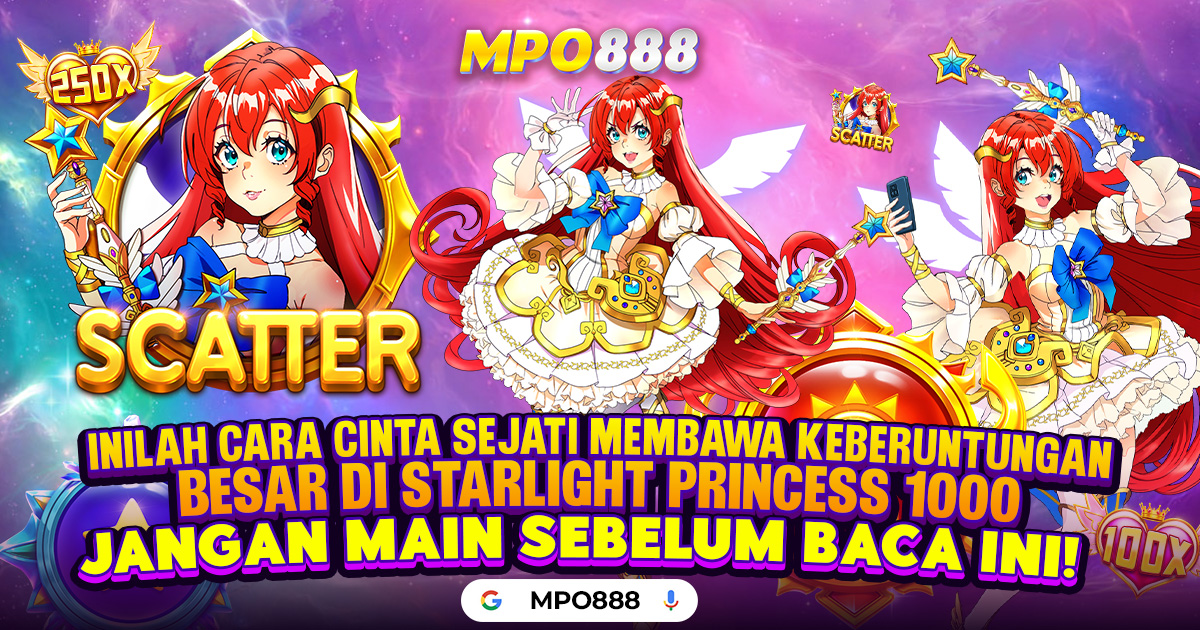 MPO888
250X
SCATTER
SCATTER
INILAH CARA CINTA SEJATI MEMBAWA KEBERUNTUNGAN
BESAR DI STARLIGHT PRINCESS 1000
JANGAN MAIN SEBELUM BACA INI!
100X
G MPO888